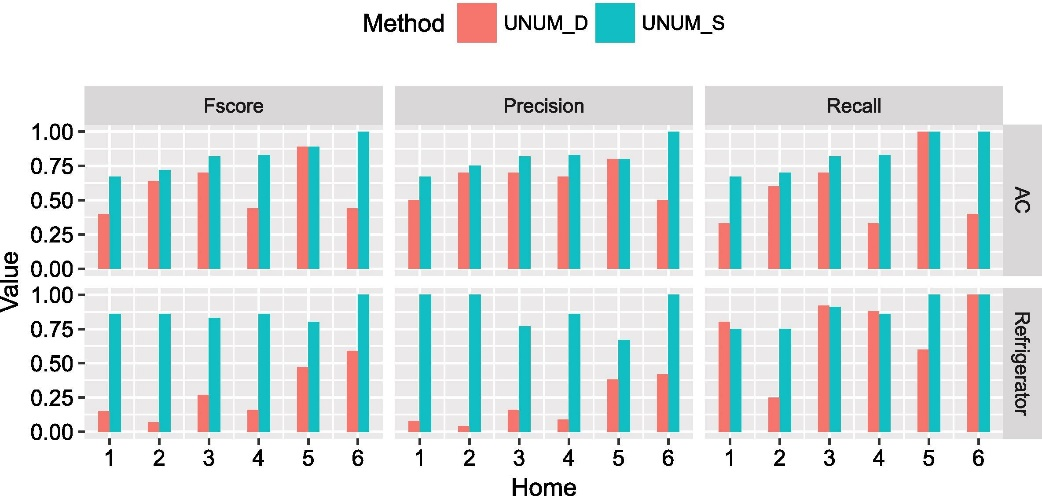 Method UNUM_D UNUM_S
Fscore Precision Recall
1.00
0.75
0.50
0.25
0.00
AC
Value
1.00
0.75
0.50
0.25
0.00
Refrigerator
1 2 3 4 5 6 1 2 3 4 5 6 1 2 3 4 5 6
Home